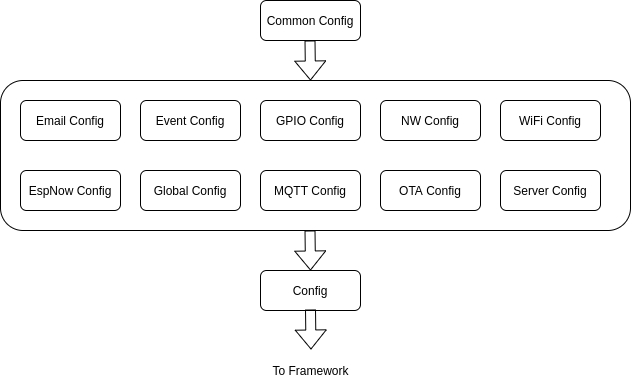 Common Config
Email Config
Event Config
GPIO Config
NW Config
WiFi Config
EspNow Config
Global Config
MQTT Config
OTA Config
Server Config
Config
To Framework